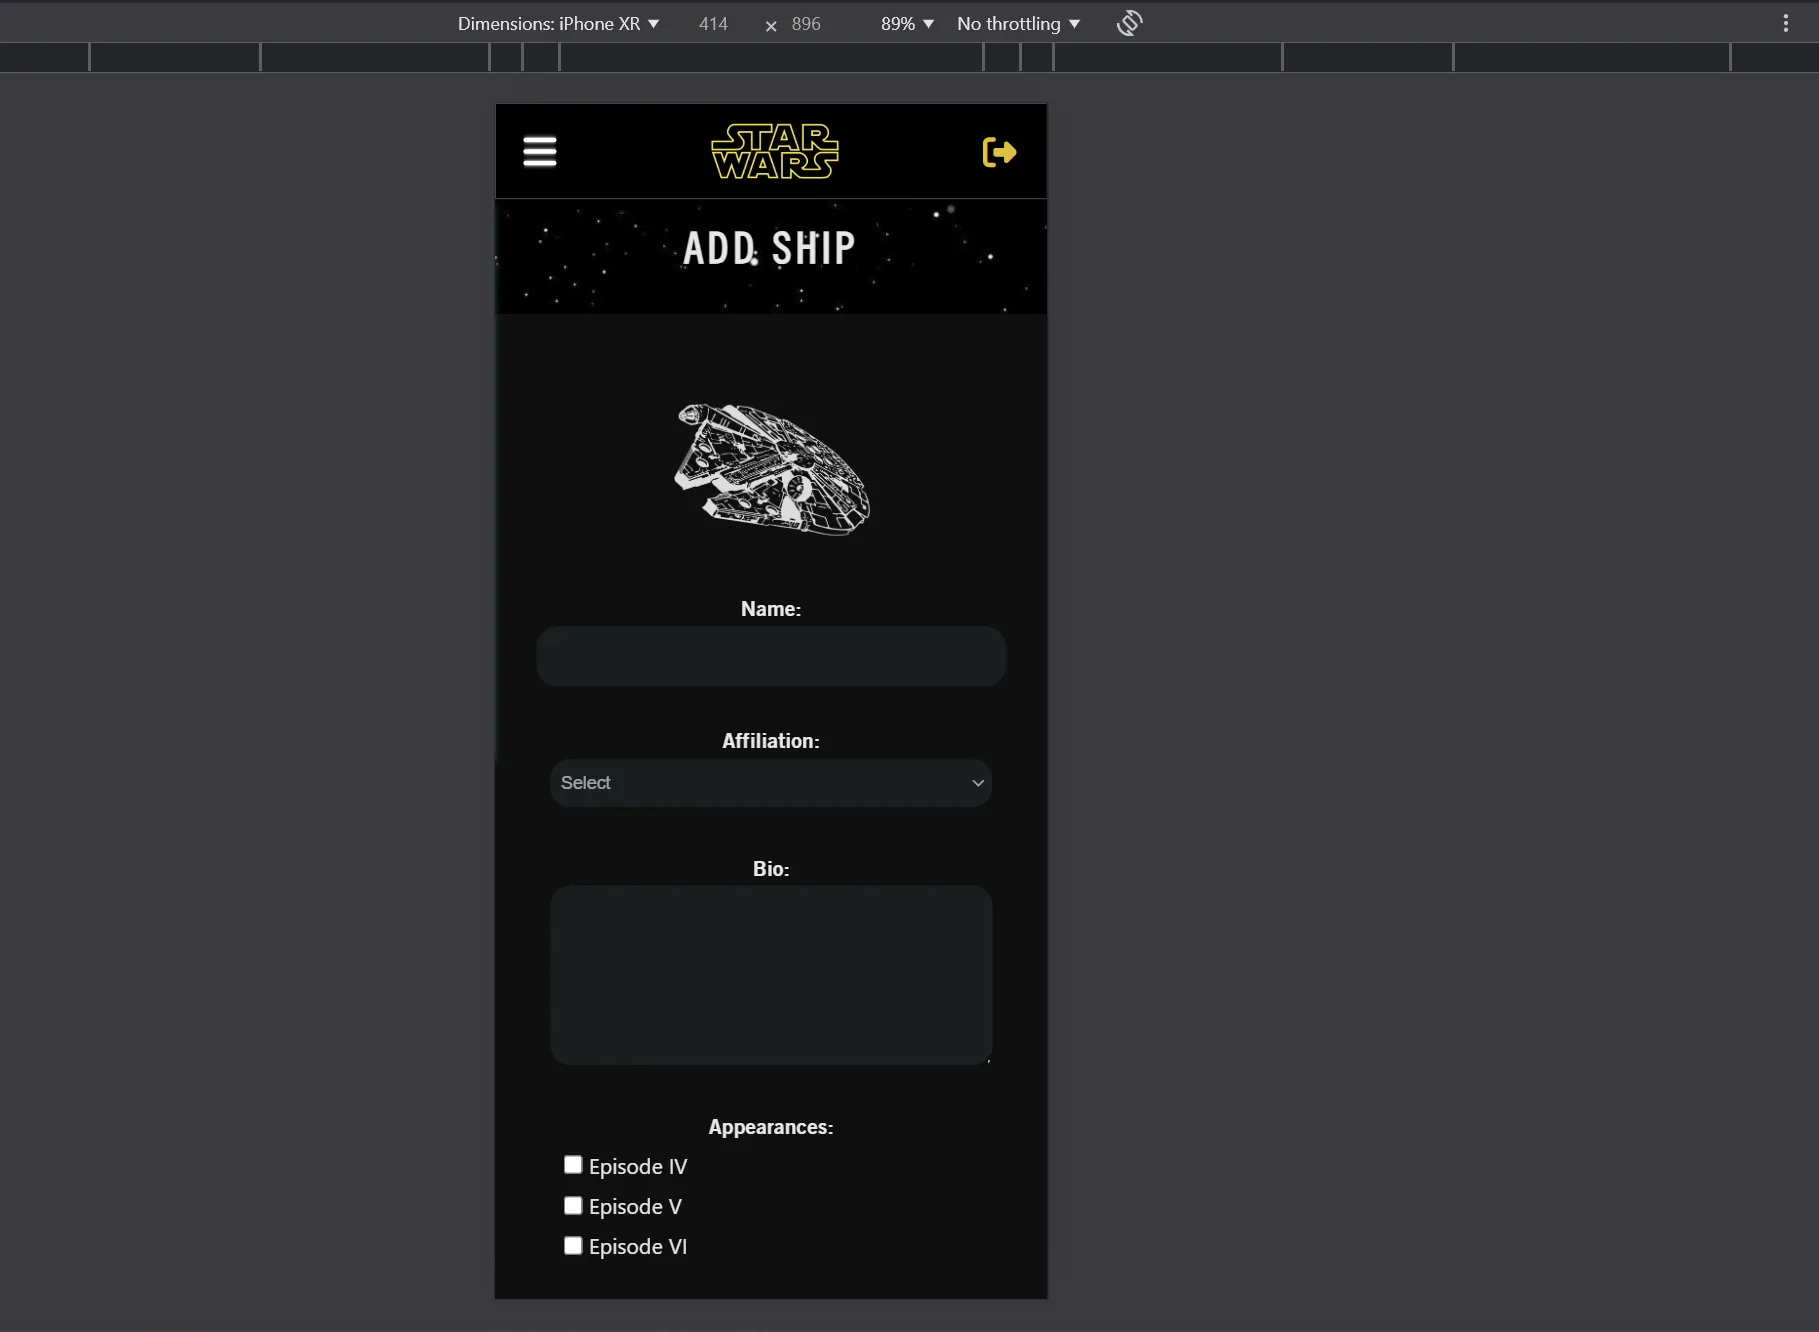 Dimensions: iPhone XR ▼ 414 × 896 89% ▼ No throttling ▼
STAR
WARS
ADD SHIP
Name:
Affiliation:
Select
Bio:
Appearances:
Episode IV
Episode V
Episode VI